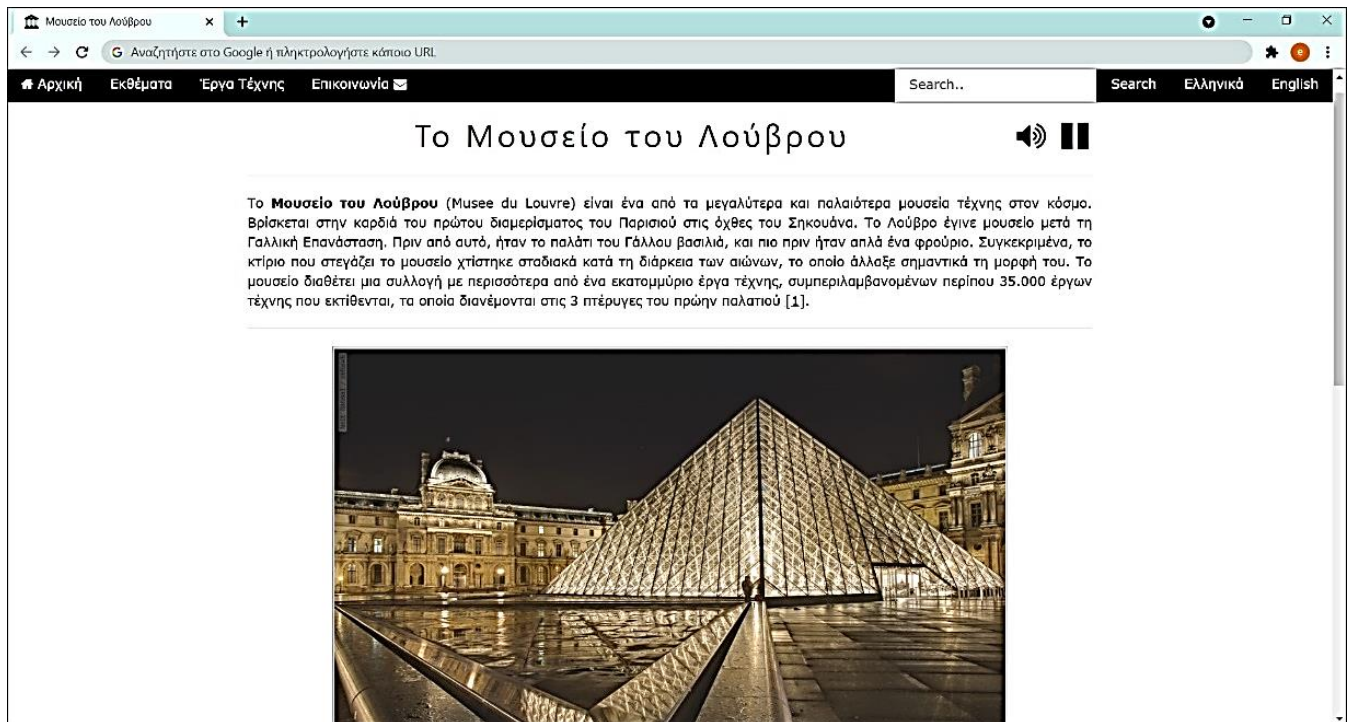 Μουσείο του Λούβρου
Αναζητήστε στο Google ή πληκτρολογήστε κάποιο URL
e
Αρχική Εκθέματα Έργα Τέχνης Επικοινωνία Search.. Search Ελληνικά English
Το Μουσείο του Λούβρου
Το Μουσείο του Λούβρου (Musee du Louvre) είναι ένα από τα μεγαλύτερα και παλαιότερα μουσεία τέχνης στον κόσμο.
Βρίσκεται στην καρδιά του πρώτου διαμερίσματος του Παρισιού στις όχθες του Σηκουάνα. Το Λούβρο έγινε μουσείο μετά τη
Γαλλική Επανάσταση. Πριν από αυτό, ήταν το παλάτι του Γάλλου βασιλιά, και πιο πριν ήταν απλά ένα φρούριο. Συγκεκριμένα, το
κτίριο που στεγάζει το μουσείο χτίστηκε σταδιακά κατά τη διάρκεια των αιώνων, το οποίο άλλαξε σημαντικά τη μορφή του. Το
μουσείο διαθέτει μια συλλογή με περισσότερα από ένα εκατομμύριο έργα τέχνης, συμπεριλαμβανομένων περίπου 35.000 έργων
τέχνης που εκτίθενται, τα οποία διανέμονται στις 3 πτέρυγες του πρώην παλατιού [1].